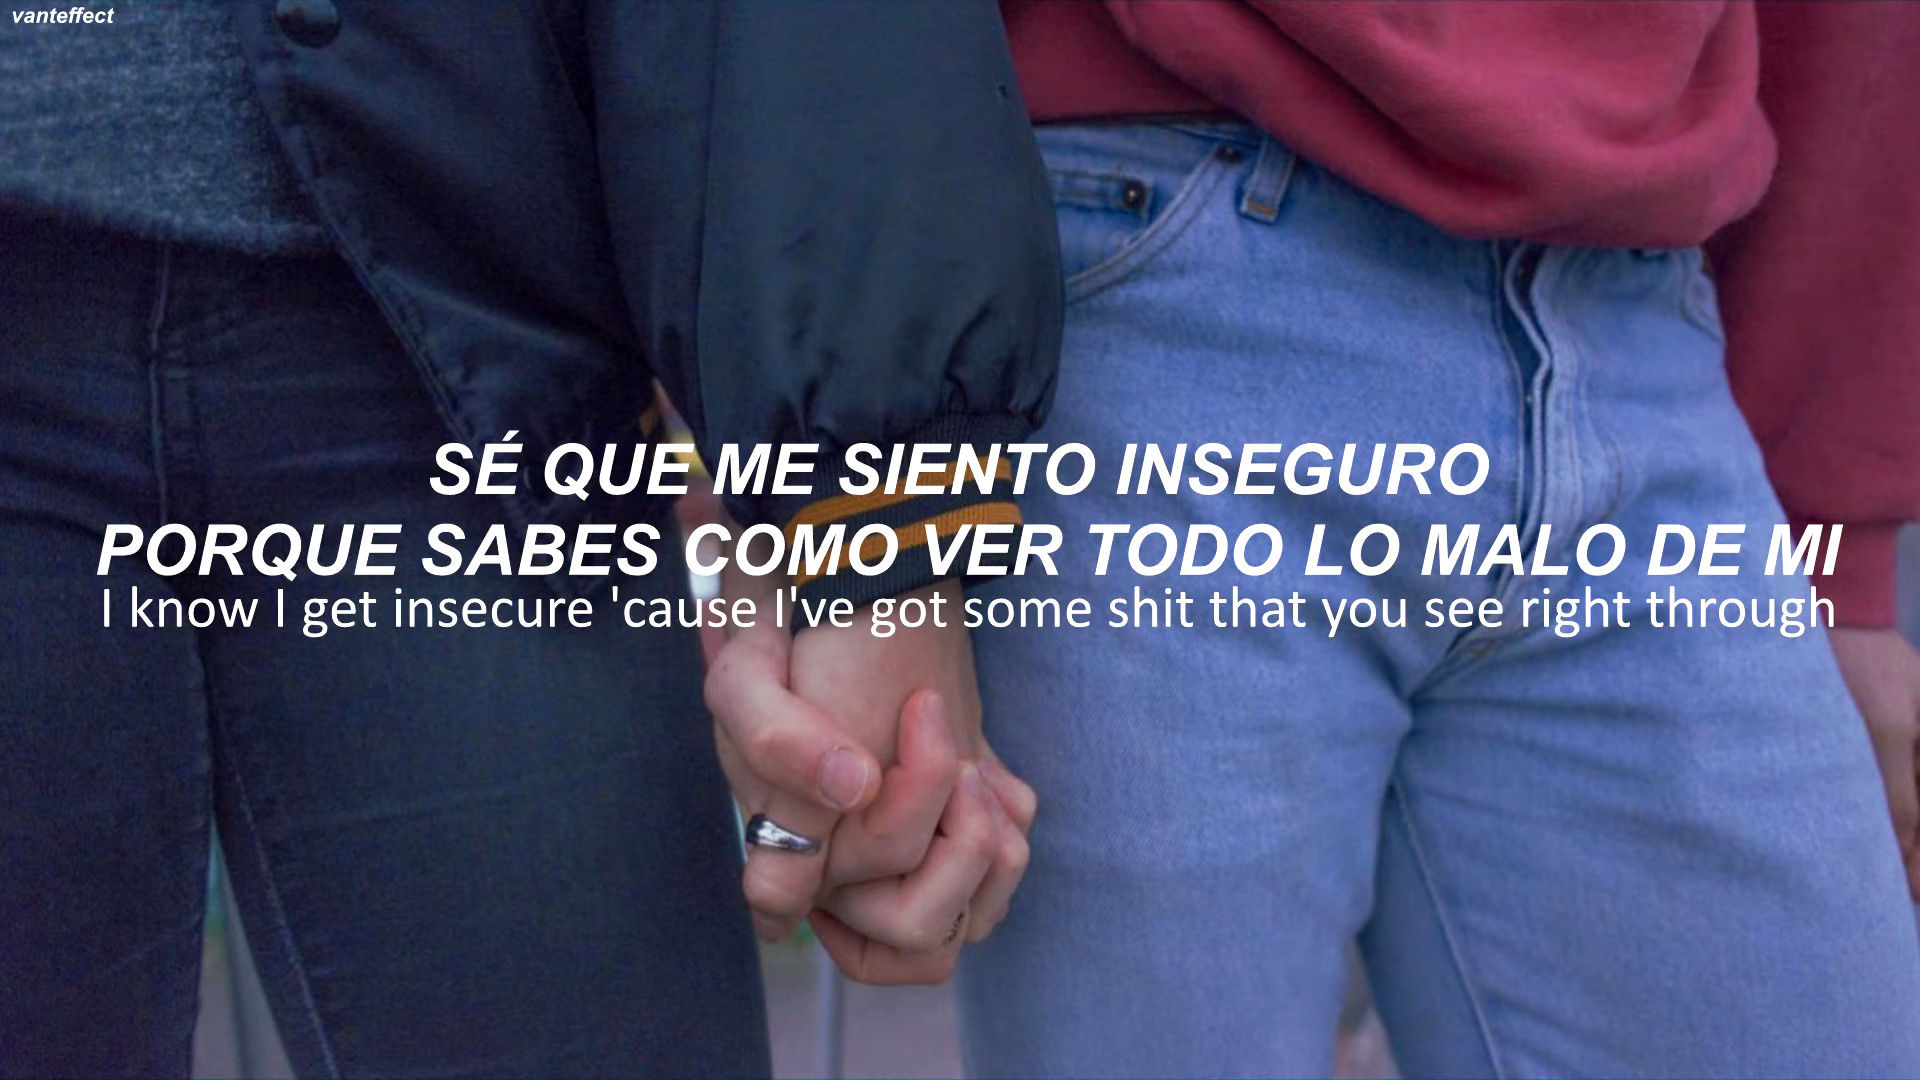 vanteffect
SÉ QUE ME SIENTO INSEGURO
PORQUE SABES COMO VER TODO LO MALO DE MI
I know I get insecure 'cause I've got some shit that you see right through